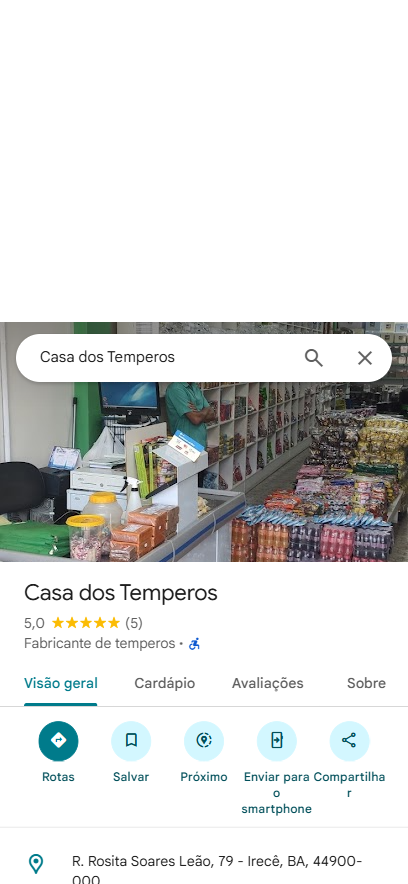 Casa dos Temperos
Casa dos Temperos
5,0 (5)
Fabricante de temperos ·
Visão geral Cardápio Avaliações Sobre
Rotas Salvar Próximo Enviar para o smartphone Compartilhar
R. Rosita Soares Leão, 79 - Irecê, BA, 44900-
000